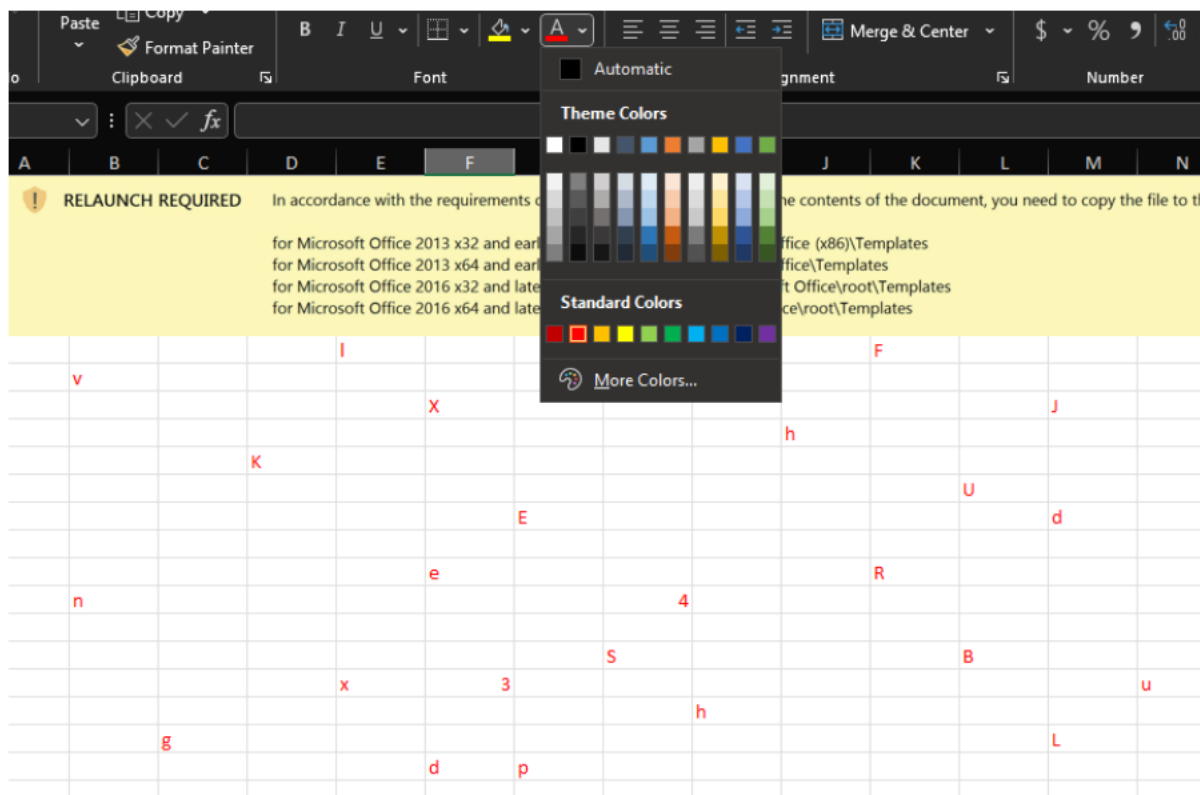 Copy
Paste
Format Painter
B I U A Merge & Center $ % , .00
Clipboard Font gnment Number
Automatic
Theme Colors
fx
A B C D E F J K L M N
RELAUNCH REQUIRED In accordance with the requirements he contents of the document, you need to copy the file to t
for Microsoft Office 2013 x32 and earl ffice (x86)\Templates
for Microsoft Office 2013 x64 and earl ffice\Templates
for Microsoft Office 2016 x32 and late t Office\root\Templates
for Microsoft Office 2016 x64 and late ce\root\Templates
Standard Colors
More Colors...
F
v
X J
h
K
U
E d
e R
n 4
S B
x 3 u
h
g L
d p